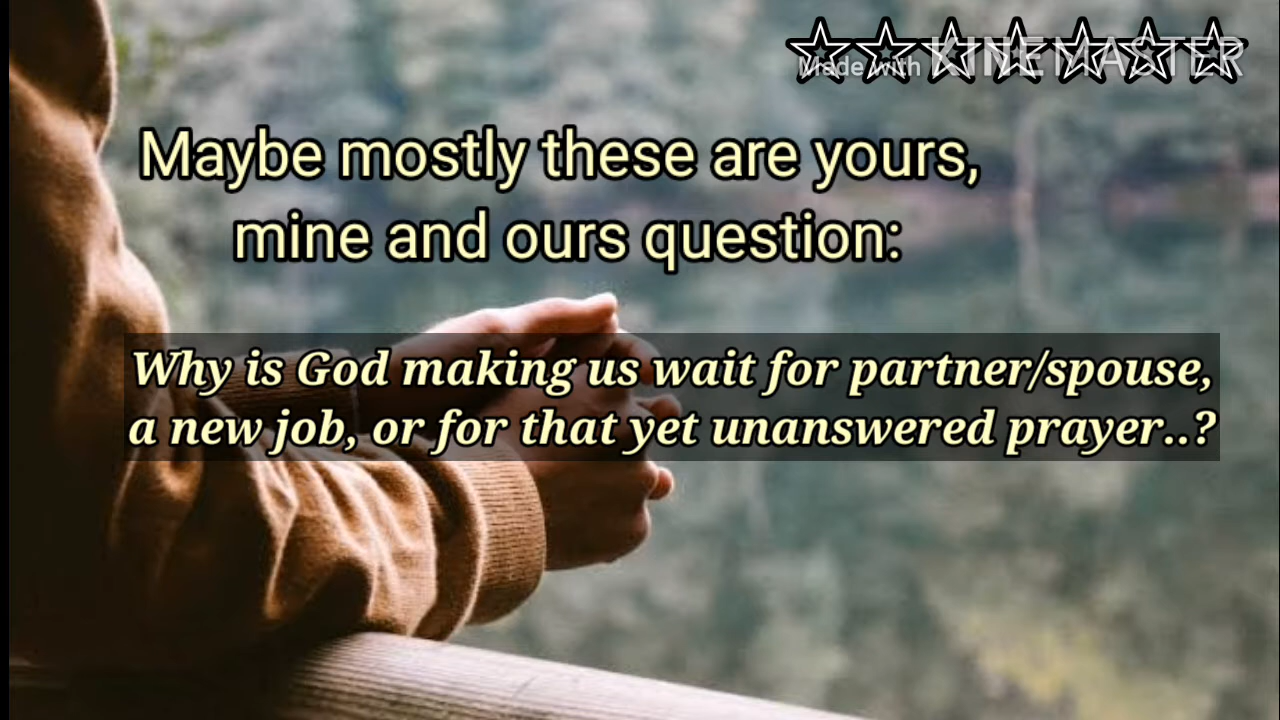 Made with KINEMASTER
Maybe mostly these are yours,
mine and ours question:
Why is God making us wait for partner/spouse,
a new job, or for that yet unanswered prayer..?